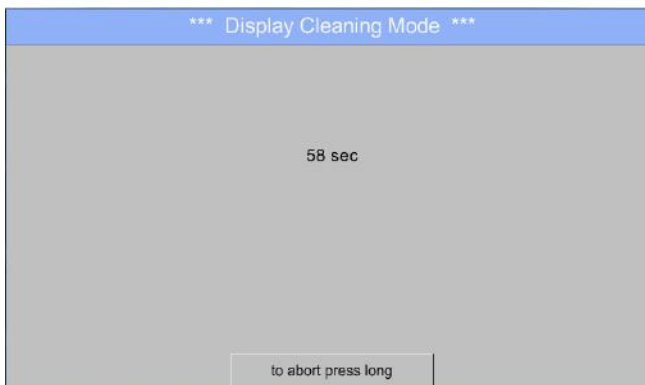 *** Display Cleaning Mode ***
58 sec
to abort press long